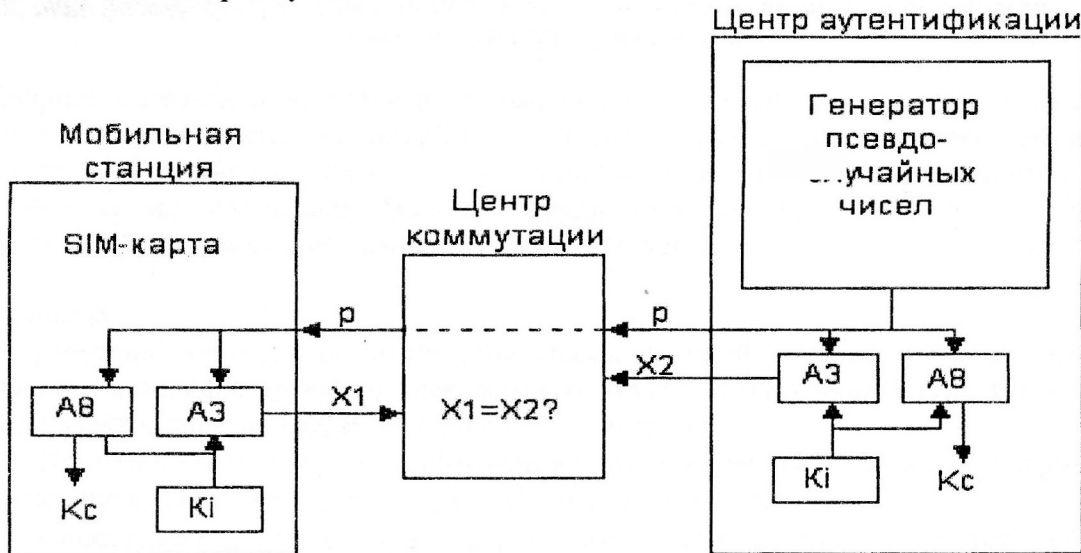 Центр аутентификации
Генератор
псевдо-
чисел
Мобильная
станция
SIM-карта
Центр
коммутации
p
p
X2
X1
X1=X2?
A8
A3
A3
A8
Kc
Ki
Ki
Kc